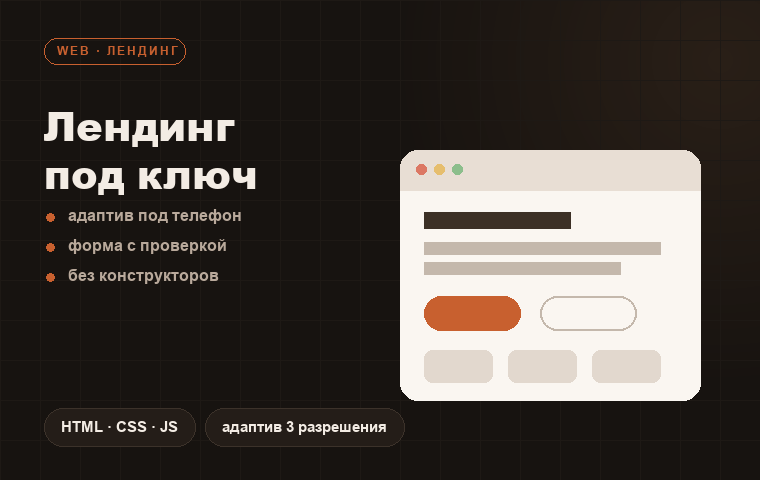 WEB · ЛЕНДИНГ
Лендинг
под ключ
адаптив под телефон
форма с проверкой
без конструкторов
HTML · CSS · JS
адаптив 3 разрешения